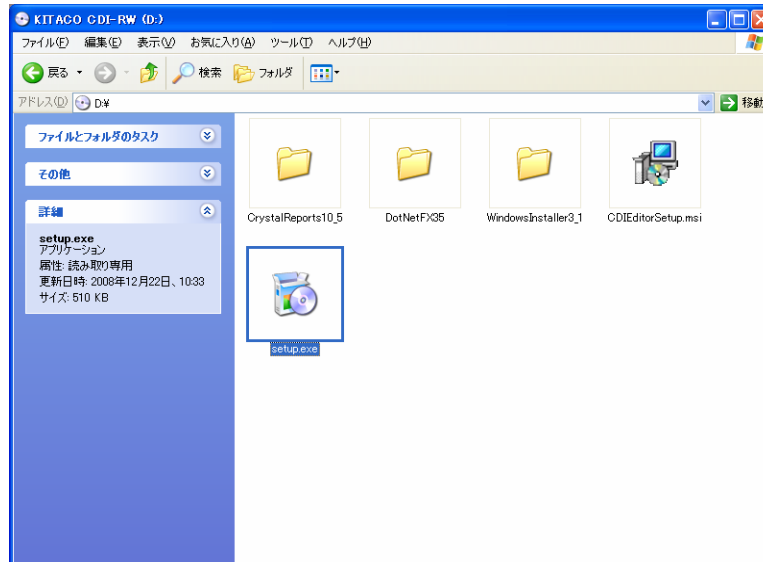 KITACO CDI-RW (D:)
ファイル(F) 編集(E) 表示(V) お気に入り(A) ツール(T) ヘルプ(H)
戻る 検索 フォルダ
アドレス(D) D:¥ 移動
ファイルとフォルダのタスク
その他
詳細
setup.exe
アプリケーション
属性: 読み取り専用
更新日時: 2008年12月22日、10:33
サイズ: 510 KB
CrystalReports10_5 DotNetFX35 WindowsInstaller3_1 CDIEditorSetup.msi
setup.exe